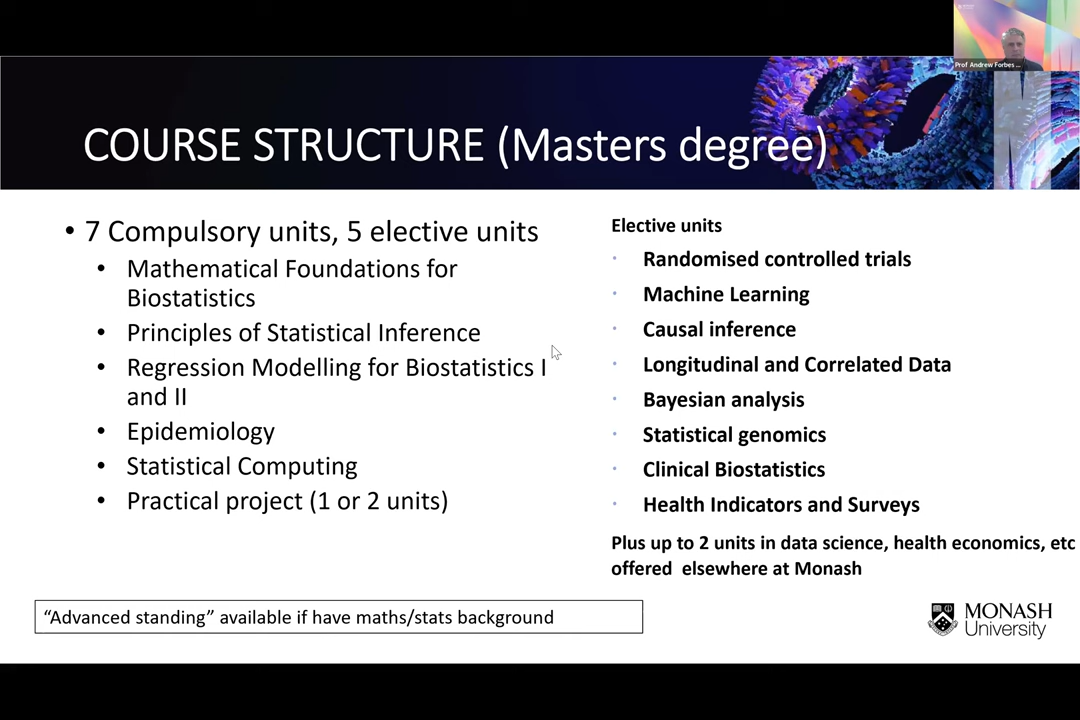 Prof Andrew Forbes ...
COURSE STRUCTURE (Masters degree)
• 7 Compulsory units, 5 elective units
• Mathematical Foundations for
Biostatistics
• Principles of Statistical Inference
• Regression Modelling for Biostatistics I
and II
• Epidemiology
• Statistical Computing
• Practical project (1 or 2 units)
Elective units
· Randomised controlled trials
· Machine Learning
· Causal inference
· Longitudinal and Correlated Data
· Bayesian analysis
· Statistical genomics
· Clinical Biostatistics
· Health Indicators and Surveys
Plus up to 2 units in data science, health economics, etc
offered elsewhere at Monash
“Advanced standing” available if have maths/stats background
MONASH
University